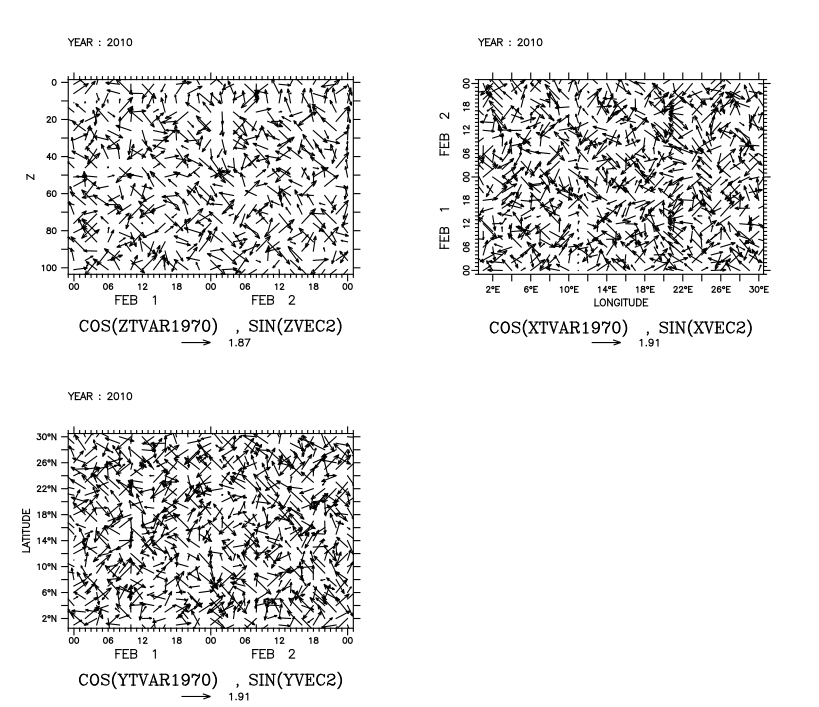 YEAR : 2010
0
20
40
60
80
100
Z
00 06 12 18 00 06 12 18 00
FEB 1 FEB 2
COS(ZTVAR1970) , SIN(ZVEC2)
1.87
YEAR : 2010
00
18
12
06
00
18
12
06
00
FEB 1 FEB 2
2°E 6°E 10°E 14°E 18°E 22°E 26°E 30°E
LONGITUDE
COS(XTVAR1970) , SIN(XVEC2)
1.91
YEAR : 2010
30°N
26°N
22°N
18°N
14°N
10°N
6°N
2°N
LATITUDE
00 06 12 18 00 06 12 18 00
FEB 1 FEB 2
COS(YTVAR1970) , SIN(YVEC2)
1.91